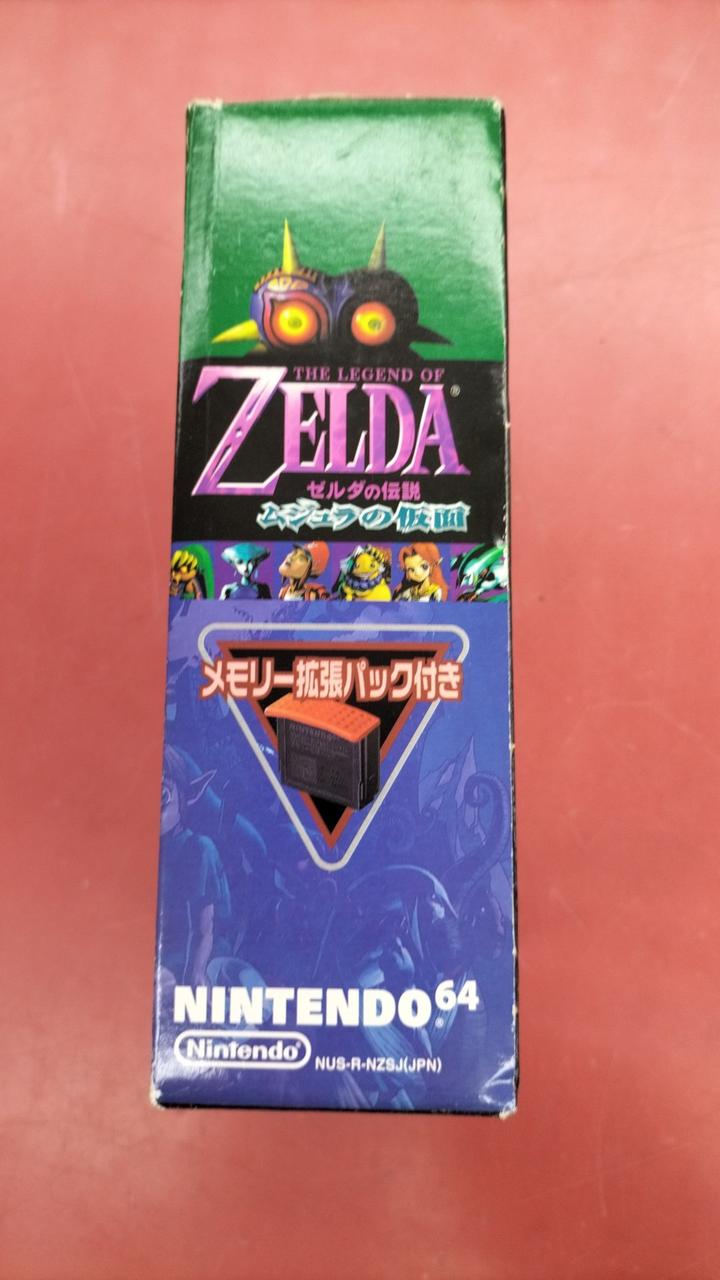 THE LEGEND OF
ZELDA®
ゼルダの伝説
ムジュラの仮面
メモリー拡張パック付き
NINTENDO
NINTENDO64®
Nintendo®
NUS-R-NZSJ(JPN)